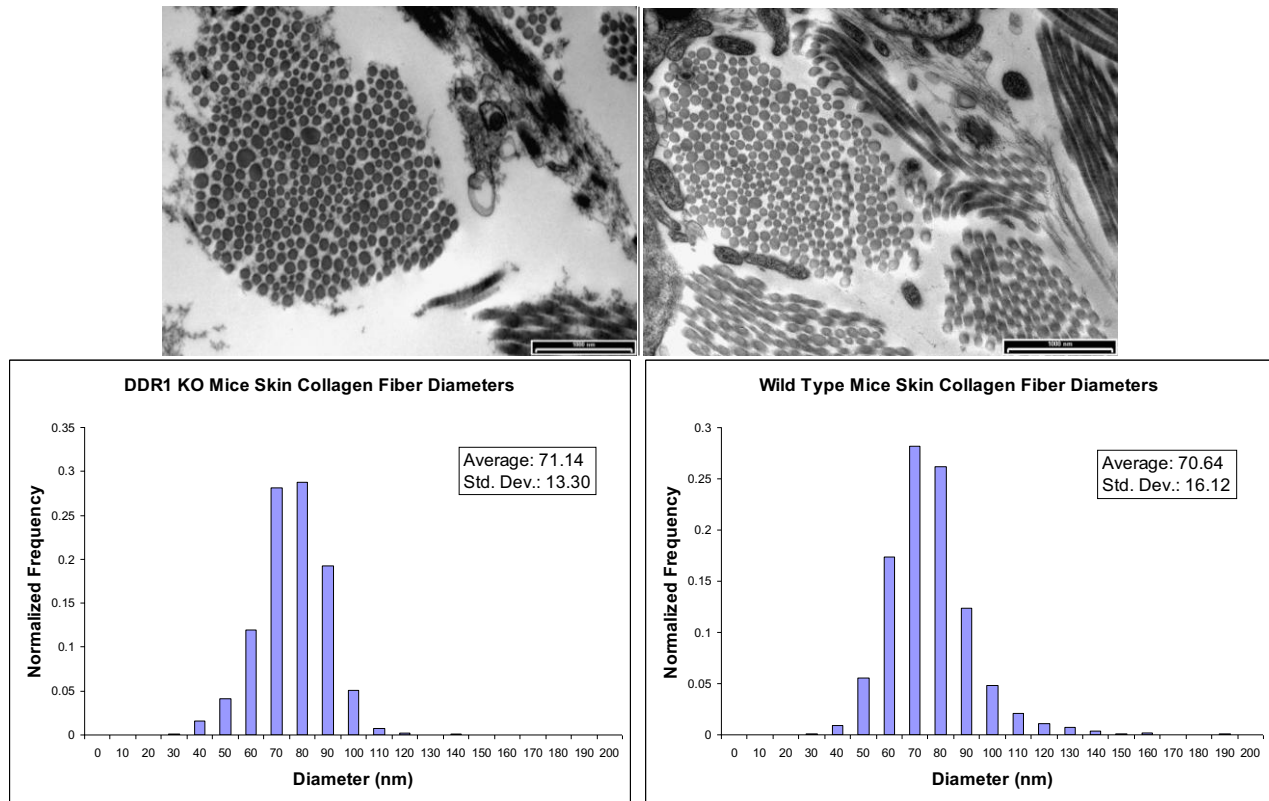 1000 nm
1000 nm
DDR1 KO Mice Skin Collagen Fiber Diameters
0.35
0.3
0.25
0.2
0.15
0.1
0.05
0
Normalized Frequency
Average: 71.14
Std. Dev.: 13.30
0 10 20 30 40 50 60 70 80 90 100 110 120 130 140 150 160 170 180 190 200
Diameter (nm)
Wild Type Mice Skin Collagen Fiber Diameters
0.3
0.25
0.2
0.15
0.1
0.05
0
Normalized Frequency
Average: 70.64
Std. Dev.: 16.12
0 10 20 30 40 50 60 70 80 90 100 110 120 130 140 150 160 170 180 190 200
Diameter (nm)